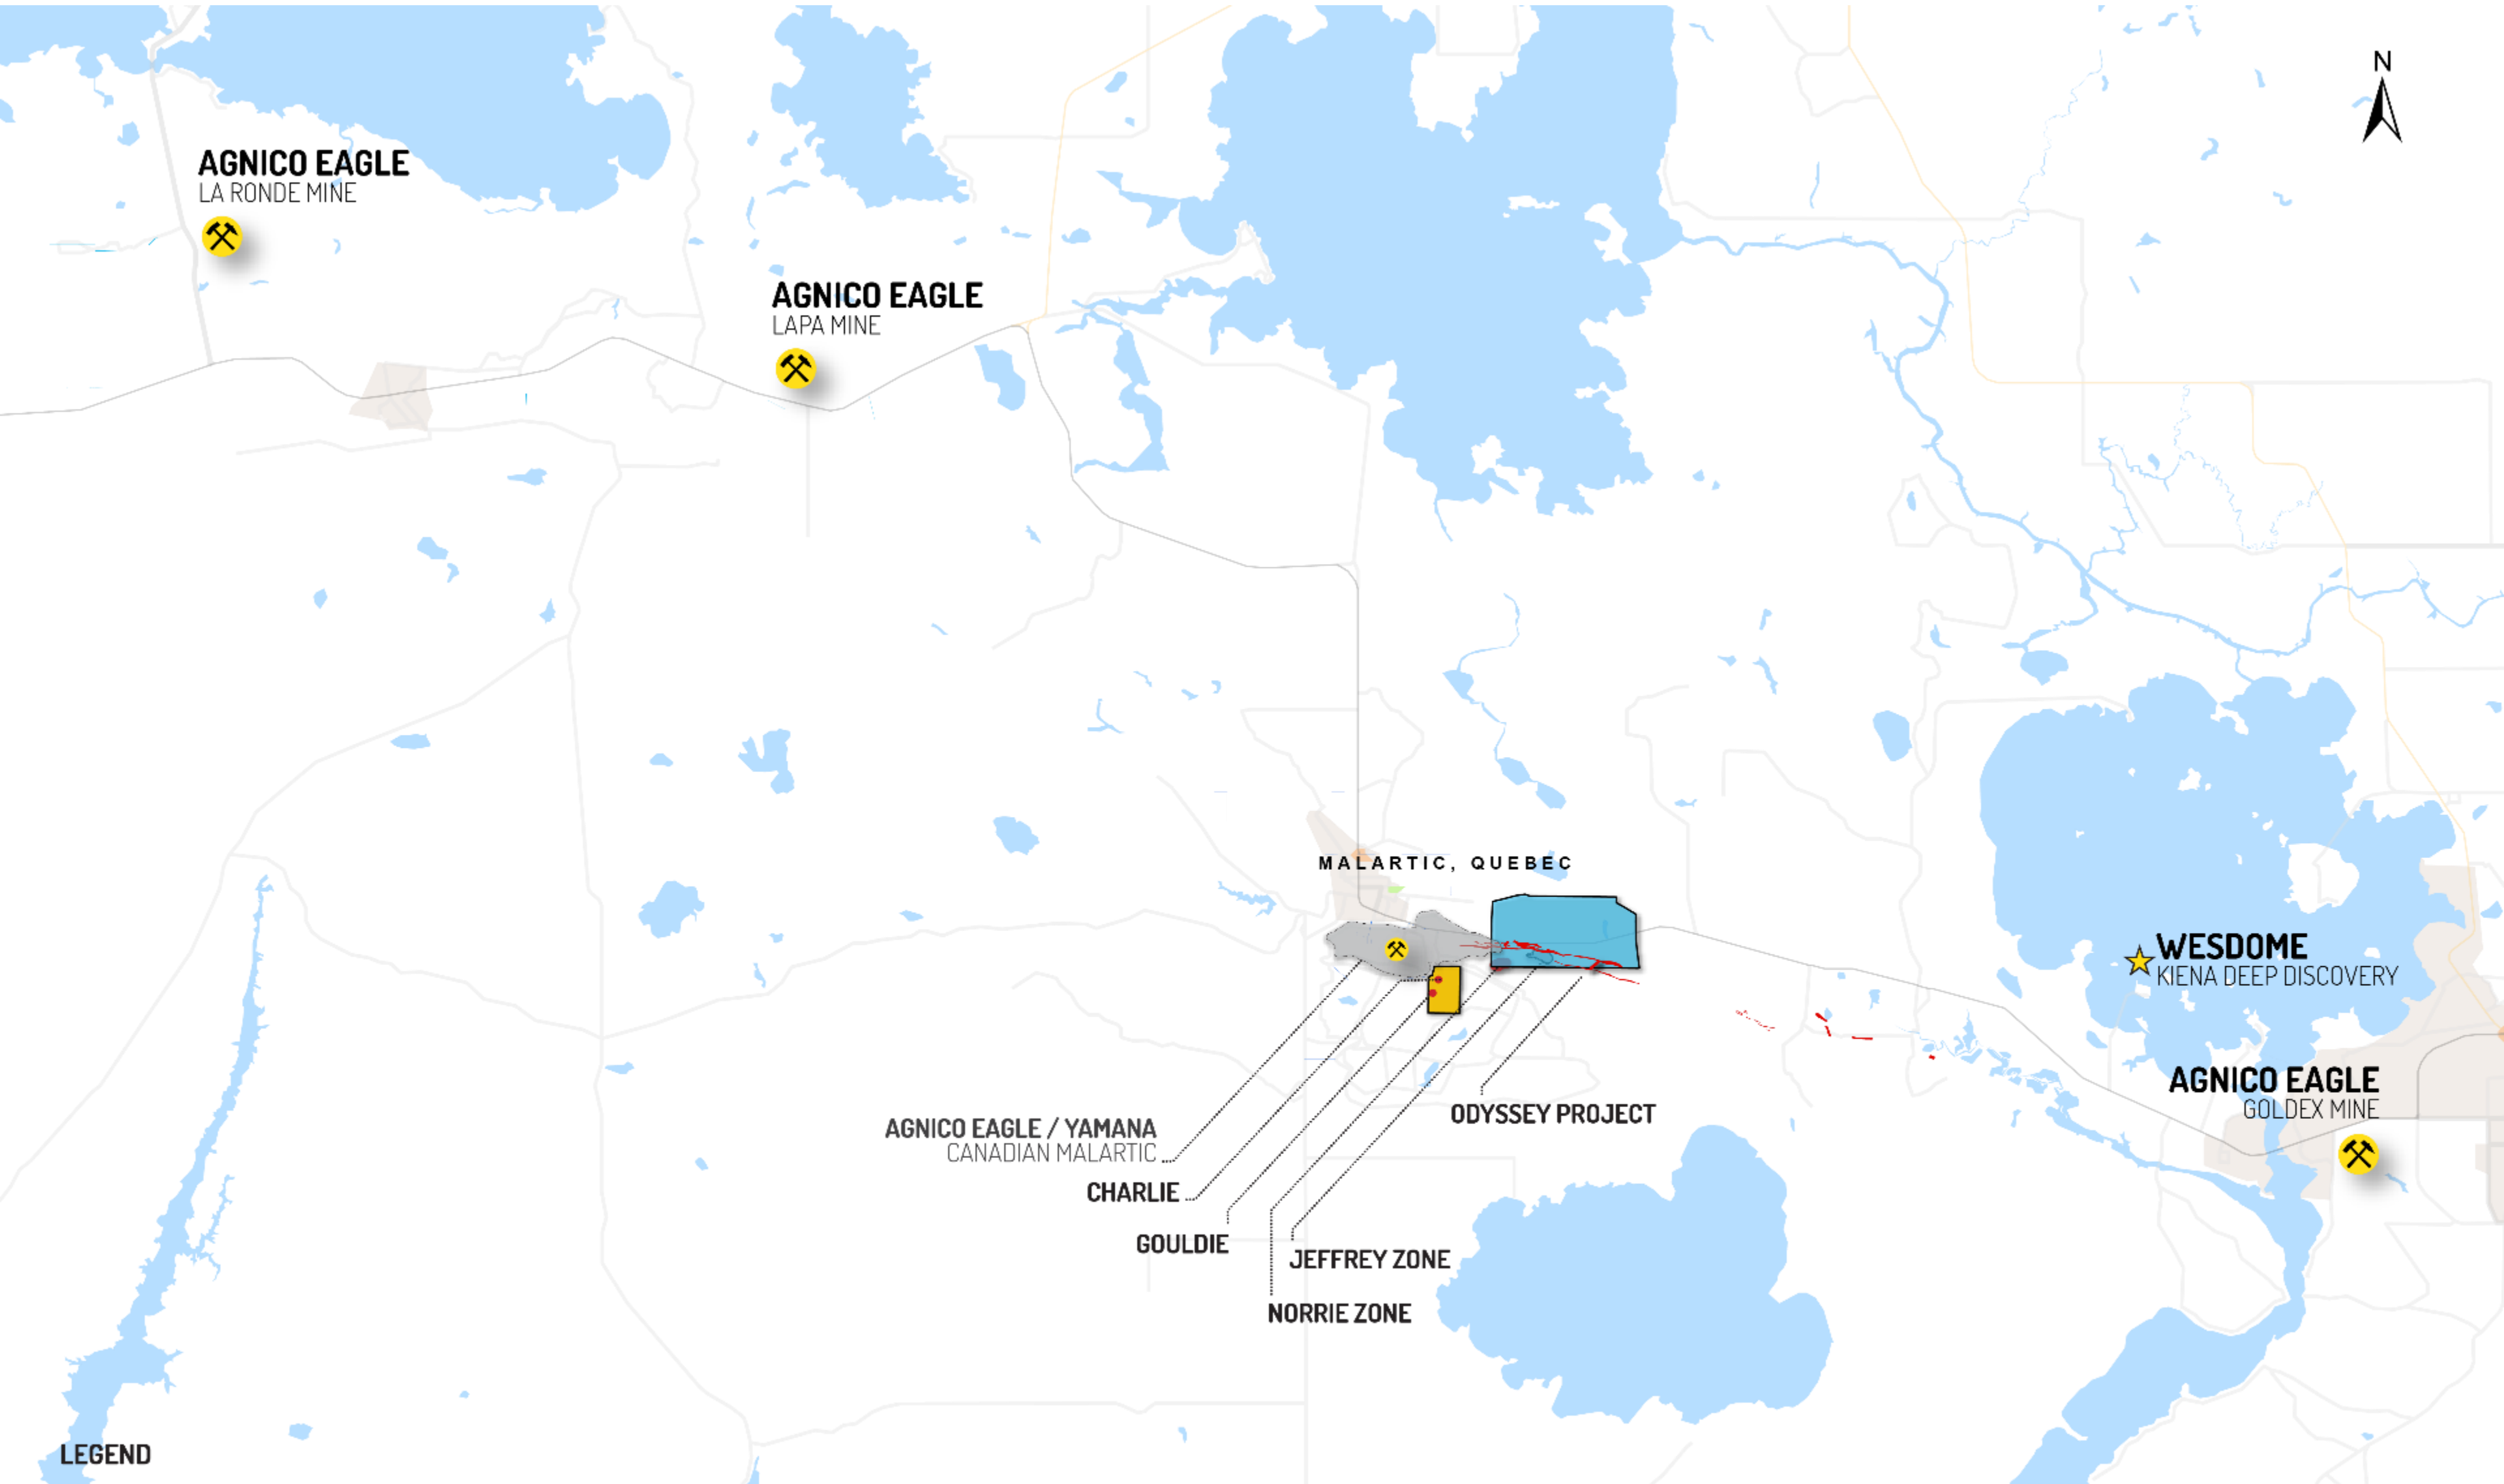 N
AGNICO EAGLE
LA RONDE MINE
AGNICO EAGLE
LAPA MINE
MALARTIC, QUEBEC
WESDOME
KIENA DEEP DISCOVERY
AGNICO EAGLE
GOLDEX MINE
AGNICO EAGLE / YAMANA
CANADIAN MALARTIC
ODYSSEY PROJECT
CHARLIE
GOULDIE
JEFFREY ZONE
NORRIE ZONE
LEGEND